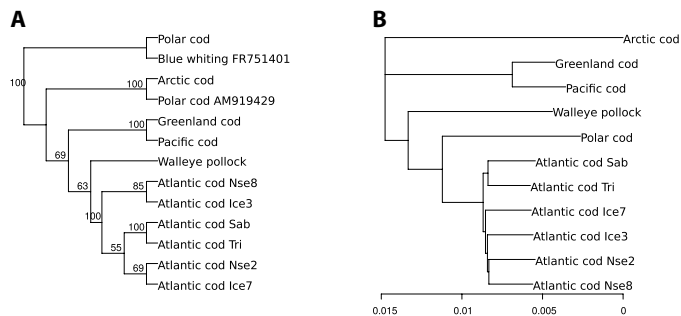 A
Polar cod
Blue whiting FR751401
100
Arctic cod
100
Polar cod AM919429
Greenland cod
100
Pacific cod
69
Walleye pollock
63
Atlantic cod Nse8
85
Atlantic cod Ice3
100
Atlantic cod Sab
100
Atlantic cod Tri
55
Atlantic cod Nse2
69
Atlantic cod Ice7
B
Arctic cod
Greenland cod
Pacific cod
Walleye pollock
Polar cod
Atlantic cod Sab
Atlantic cod Tri
Atlantic cod Ice7
Atlantic cod Ice3
Atlantic cod Nse2
Atlantic cod Nse8
0.015 0.01 0.005 0